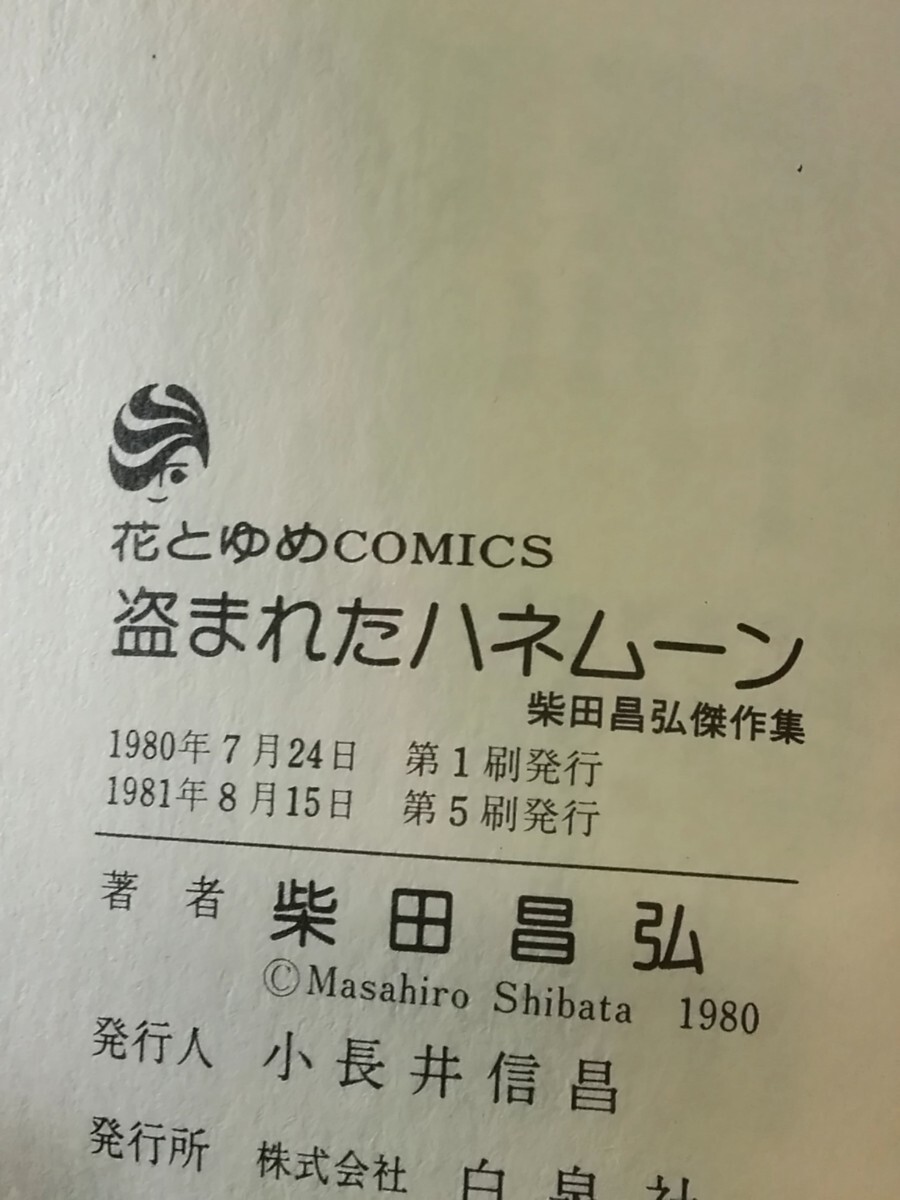 花とゆめCOMICS
盗まれたハネムーン
柴田昌弘傑作集
1980年7月24日 第1刷発行
1981年8月15日 第5刷発行
著者 柴田昌弘
©Masahiro Shibata 1980
発行人 小長井信昌
発行所 株式会社 白泉社